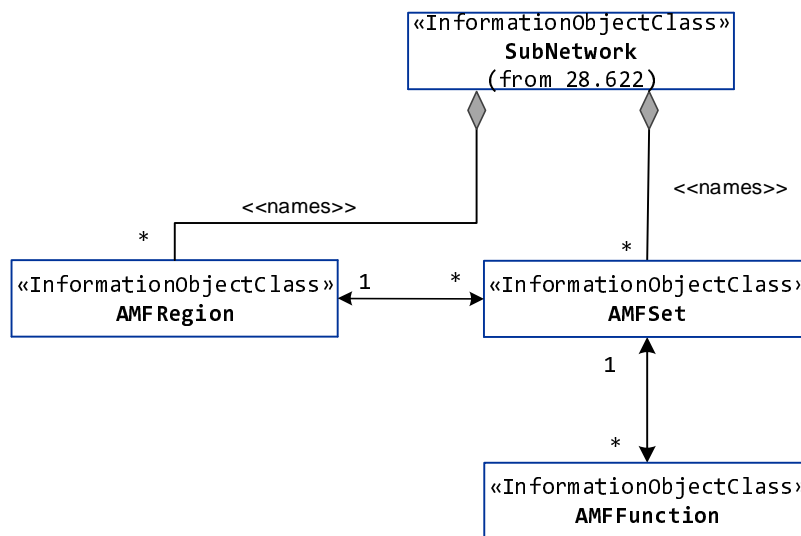 «InformationObjectClass»
SubNetwork
(from 28.622)
<<names>>
<<names>>
*
*
«InformationObjectClass»
AMFRegion
1
*
«InformationObjectClass»
AMFSet
1
*
«InformationObjectClass»
AMFFunction